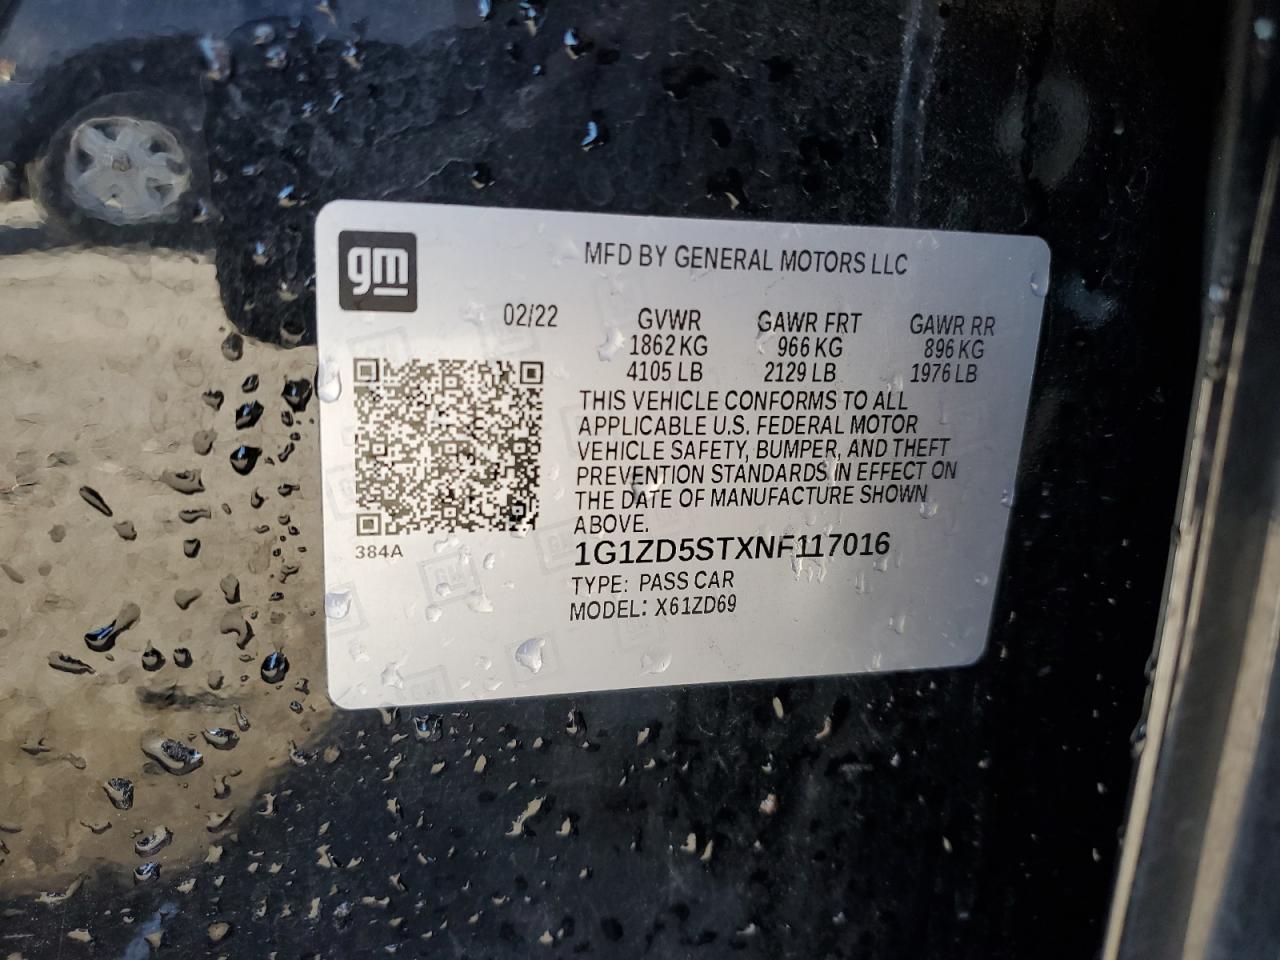 gm
MFD BY GENERAL MOTORS LLC
02/22 GVWR GAWR FRT GAWR RR
1862 KG 966 KG 896 KG
4105 LB 2129 LB 1976 LB
THIS VEHICLE CONFORMS TO ALL
APPLICABLE U.S. FEDERAL MOTOR
VEHICLE SAFETY, BUMPER, AND THEFT
PREVENTION STANDARDS IN EFFECT ON
THE DATE OF MANUFACTURE SHOWN
ABOVE.
384A
1G1ZD5STXNF117016
TYPE: PASS CAR
MODEL: X61ZD69